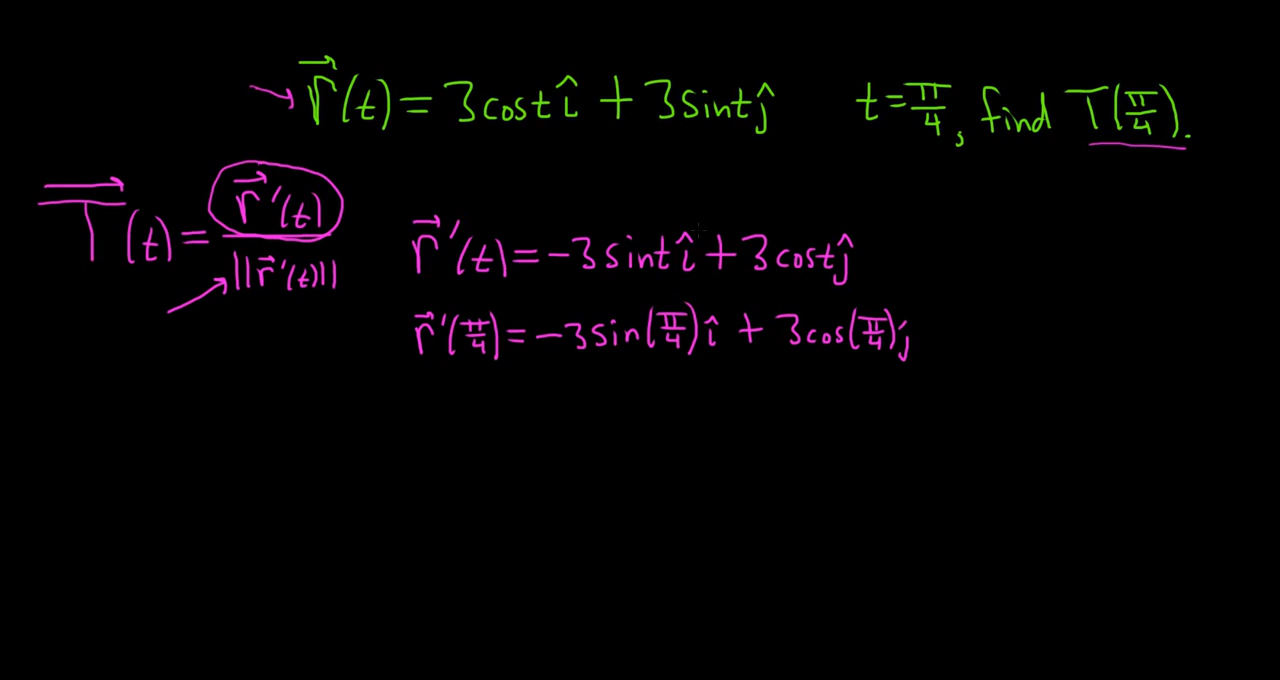 r⃗(t) = 3cost î + 3sint ĵ   t = π/4, find T(π/4).
T⃗(t) = r⃗'(t) / ||r⃗'(t)||
r⃗'(t) = -3sint î + 3cost ĵ
r⃗'(π/4) = -3sin(π/4) î + 3cos(π/4) j